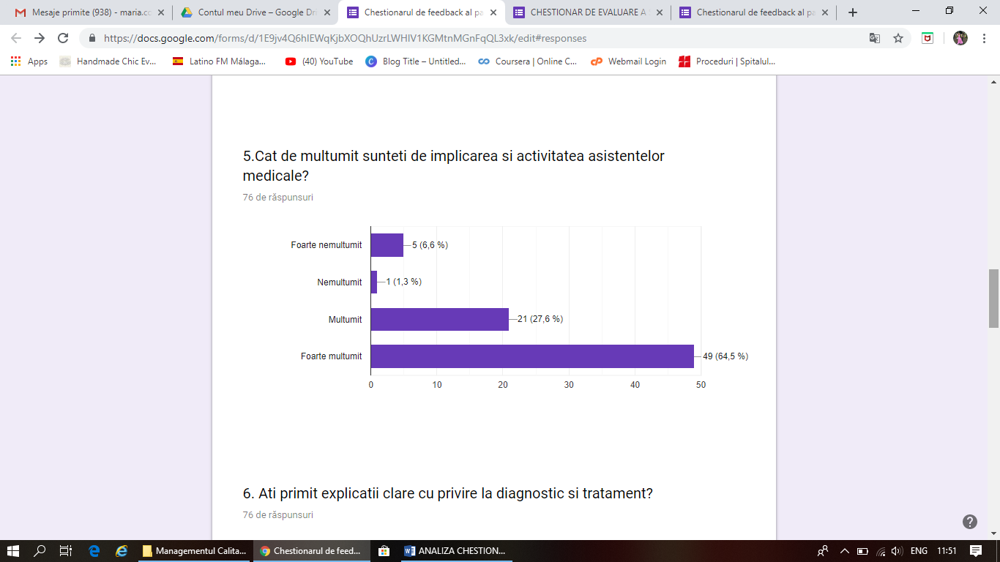 Mesaje primite (938) - maria.co
Contul meu Drive – Google Dri
Chestionarul de feedback al pa
CHESTIONAR DE EVALUARE A
Chestionarul de feedback al pa
https://docs.google.com/forms/d/1E9jv4Q6hIEWqKjbXOQhUzrLWHIV1KGMtnMGnFqQL3xk/edit#responses
Apps
Handmade Chic Ev...
Latino FM Málaga...
(40) YouTube
Blog Title – Untitled...
Coursera | Online C...
Webmail Login
Proceduri | Spitalul...
5.Cat de multumit sunteti de implicarea si activitatea asistentelor
medicale?
76 de răspunsuri
Foarte nemultumit
5 (6,6 %)
Nemultumit
1 (1,3 %)
Multumit
21 (27,6 %)
Foarte multumit
49 (64,5 %)
0 10 20 30 40 50
6. Ati primit explicatii clare cu privire la diagnostic si tratament?
76 de răspunsuri
Managementul Calita...
Chestionarul de feed...
ANALIZA CHESTION...
ENG
11:51